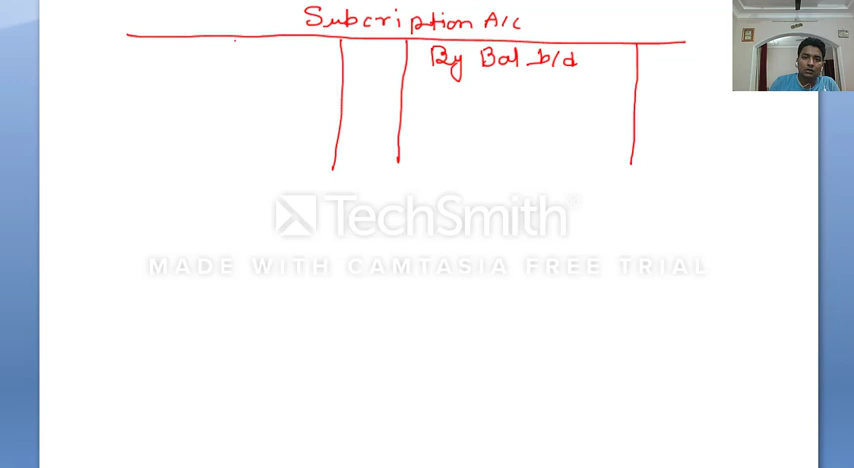 Subcription A/c
By Bal b/d
TechSmith
MADE WITH CAMTASIA FREE TRIAL